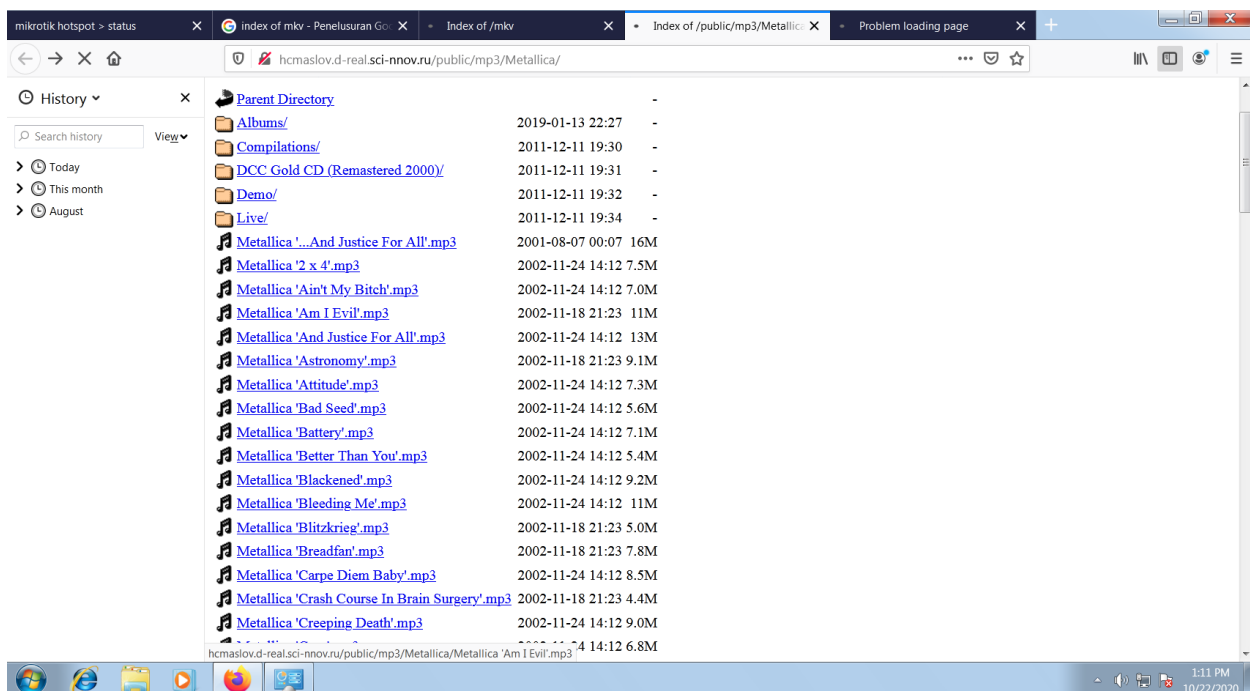 mikrotik hotspot > status
index of mkv - Penelusuran Goo
Index of /mkv
Index of /public/mp3/Metallica
Problem loading page
hcmaslov.d-real.sci-nnov.ru/public/mp3/Metallica/
History
Search history
View
Today
This month
August
Parent Directory -
Albums/ 2019-01-13 22:27 -
Compilations/ 2011-12-11 19:30 -
DCC Gold CD (Remastered 2000)/ 2011-12-11 19:31 -
Demo/ 2011-12-11 19:32 -
Live/ 2011-12-11 19:34 -
Metallica '...And Justice For All'.mp3 2001-08-07 00:07 16M
Metallica '2 x 4'.mp3 2002-11-24 14:12 7.5M
Metallica 'Ain't My Bitch'.mp3 2002-11-24 14:12 7.0M
Metallica 'Am I Evil'.mp3 2002-11-18 21:23 11M
Metallica 'And Justice For All'.mp3 2002-11-24 14:12 13M
Metallica 'Astronomy'.mp3 2002-11-18 21:23 9.1M
Metallica 'Attitude'.mp3 2002-11-24 14:12 7.3M
Metallica 'Bad Seed'.mp3 2002-11-24 14:12 5.6M
Metallica 'Battery'.mp3 2002-11-24 14:12 7.1M
Metallica 'Better Than You'.mp3 2002-11-24 14:12 5.4M
Metallica 'Blackened'.mp3 2002-11-24 14:12 9.2M
Metallica 'Bleeding Me'.mp3 2002-11-24 14:12 11M
Metallica 'Blitzkrieg'.mp3 2002-11-18 21:23 5.0M
Metallica 'Breadfan'.mp3 2002-11-18 21:23 7.8M
Metallica 'Carpe Diem Baby'.mp3 2002-11-24 14:12 8.5M
Metallica 'Crash Course In Brain Surgery'.mp3 2002-11-18 21:23 4.4M
Metallica 'Creeping Death'.mp3 2002-11-24 14:12 9.0M
14:12 6.8M
hcmaslov.d-real.sci-nnov.ru/public/mp3/Metallica/Metallica 'Am I Evil'.mp3
1:11 PM
10/22/2020